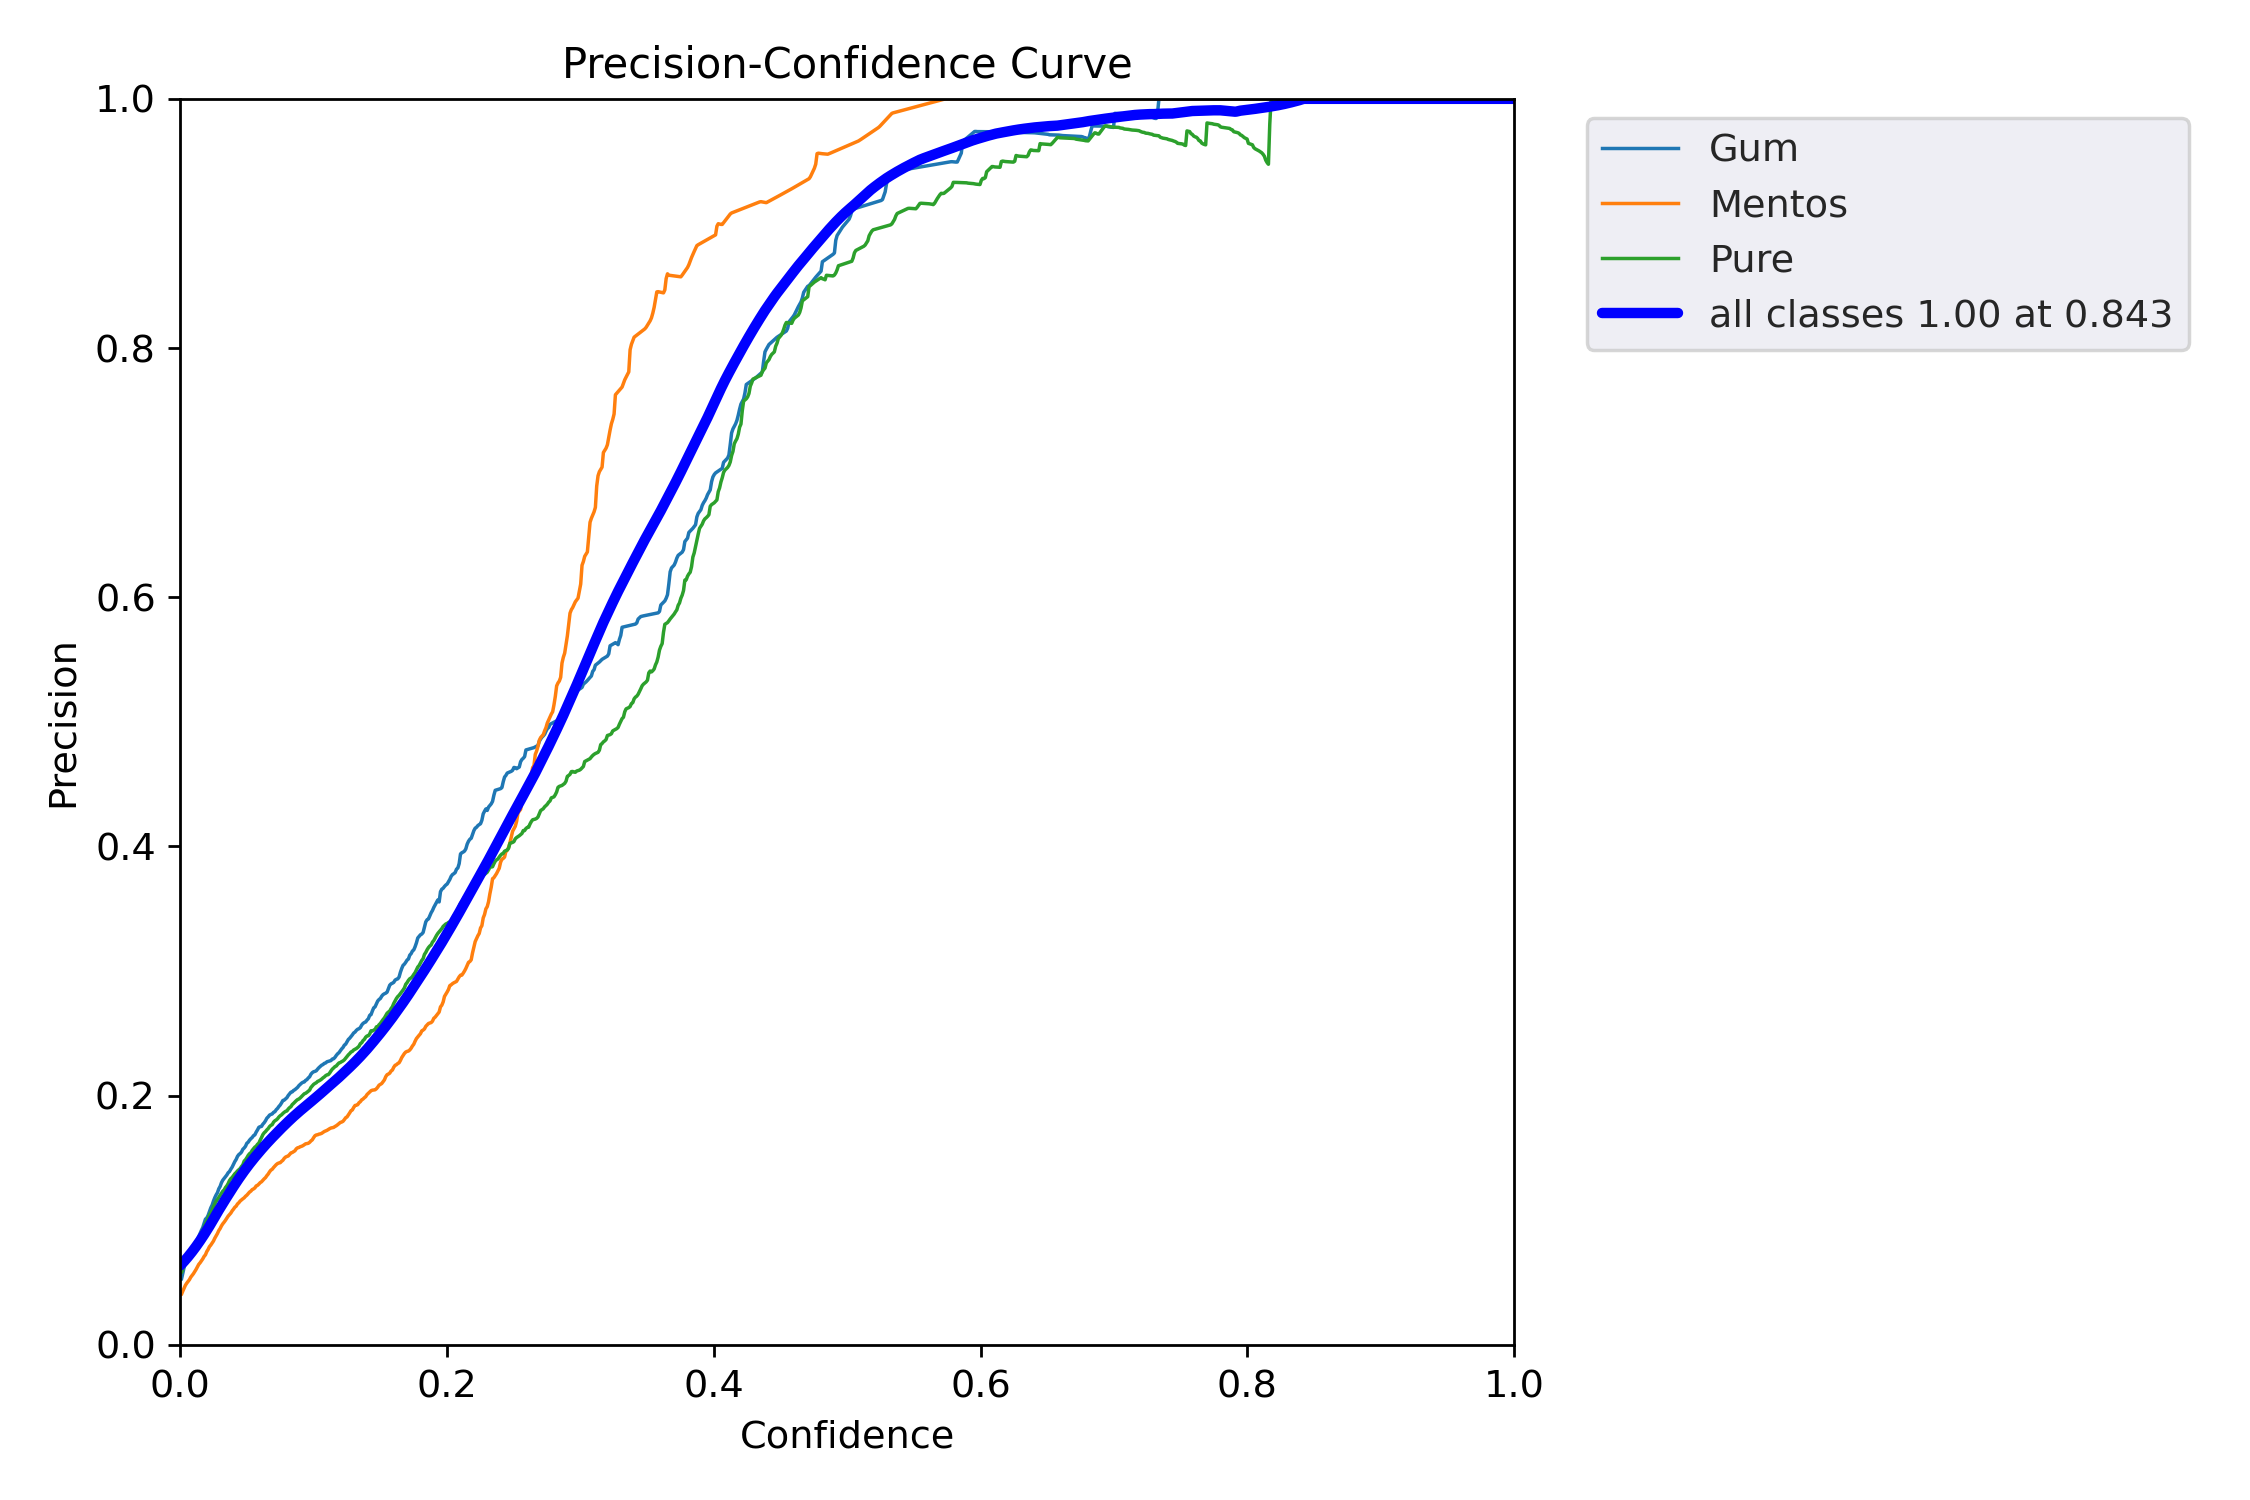 Precision-Confidence Curve
1.0
0.8
0.6
0.4
0.2
0.0
Precision
0.0 0.2 0.4 0.6 0.8 1.0
Confidence
Gum
Mentos
Pure
all classes 1.00 at 0.843